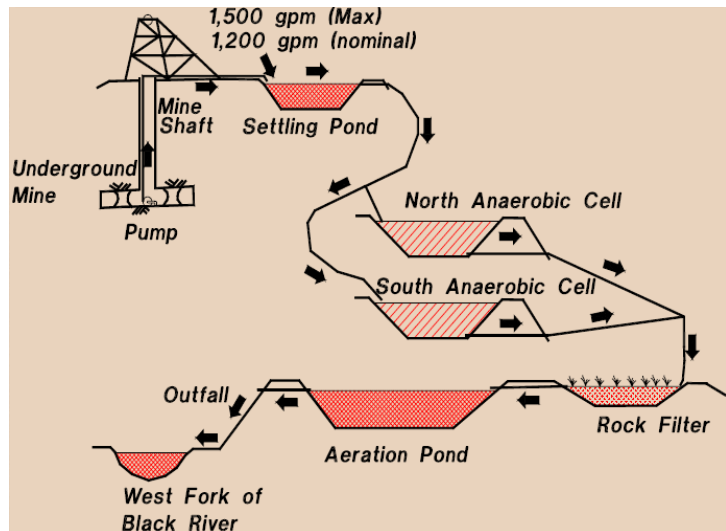 1,500 gpm (Max)
1,200 gpm (nominal)
Mine
Shaft
Settling Pond
Underground
Mine
Pump
North Anaerobic Cell
South Anaerobic Cell
Outfall
Aeration Pond
Rock Filter
West Fork of
Black River